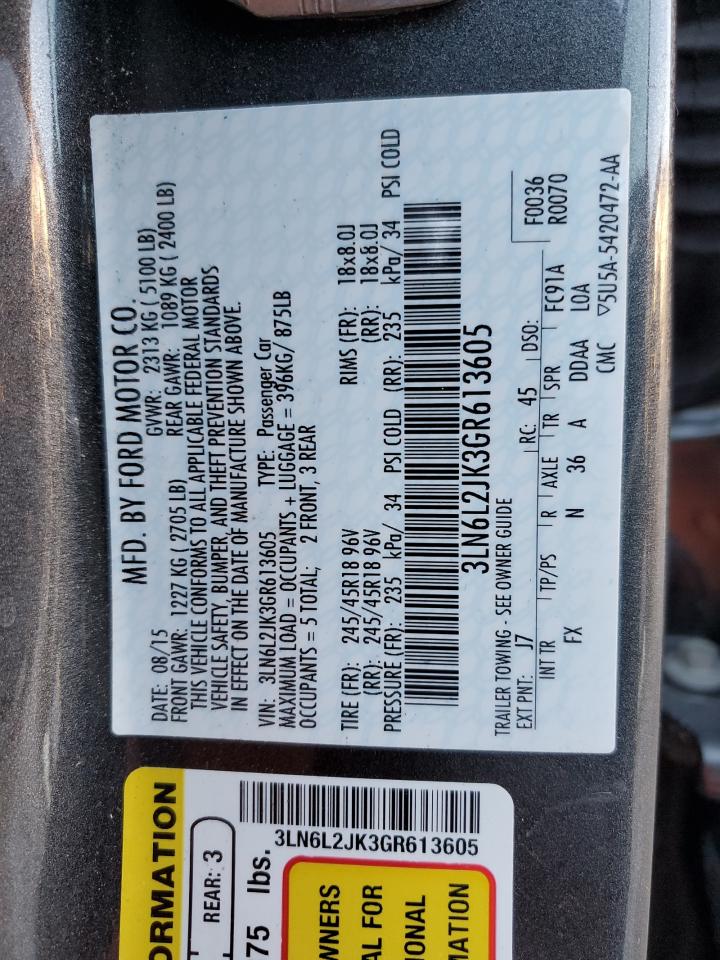 MFD. BY FORD MOTOR CO.
DATE: 08/15 GVWR: 2313 KG ( 5100 LB)
FRONT GAWR: 1227 KG ( 2705 LB) REAR GAWR: 1089 KG ( 2400 LB)
THIS VEHICLE CONFORMS TO ALL APPLICABLE FEDERAL MOTOR
VEHICLE SAFETY, BUMPER, AND THEFT PREVENTION STANDARDS
IN EFFECT ON THE DATE OF MANUFACTURE SHOWN ABOVE.
VIN: 3LN6L2JK3GR613605 TYPE: Passenger Car
MAXIMUM LOAD = OCCUPANTS + LUGGAGE = 396KG/ 875LB
OCCUPANTS = 5 TOTAL; 2 FRONT, 3 REAR
TIRE (FR): 245/45R18 96V RIMS (FR): 18x8.0J
(RR): 245/45R18 96V (RR): 18x8.0J
PRESSURE (FR): 235 kPa/ 34 PSI COLD (RR): 235 kPa/ 34 PSI COLD
3LN6L2JK3GR613605
TRAILER TOWING - SEE OWNER GUIDE
F0036
R0070
EXT PNT: J7 RC: 45 DSO:
INT TR TP/PS R AXLE TR SPR FC91A
FX N 36 A DDAA L0A
CMC ▽5U5A-5420472-AA
ORMATION
REAR: 3
75 lbs.
3LN6L2JK3GR613605
WNERS
AL FOR
IONAL
MATION